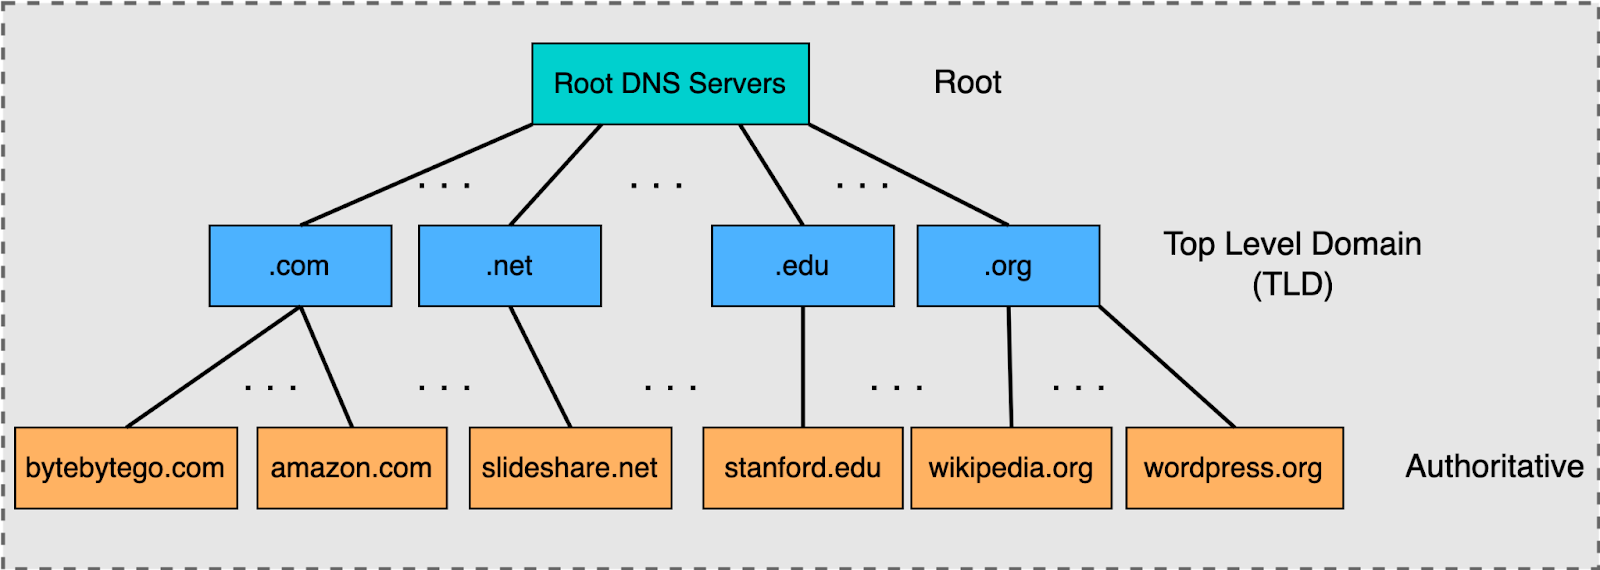 Root DNS Servers
Root
. . .
. . .
. . .
.com
.net
.edu
.org
Top Level Domain
(TLD)
. . .
. . .
. . .
. . .
. . .
bytebytego.com
amazon.com
slideshare.net
stanford.edu
wikipedia.org
wordpress.org
Authoritative